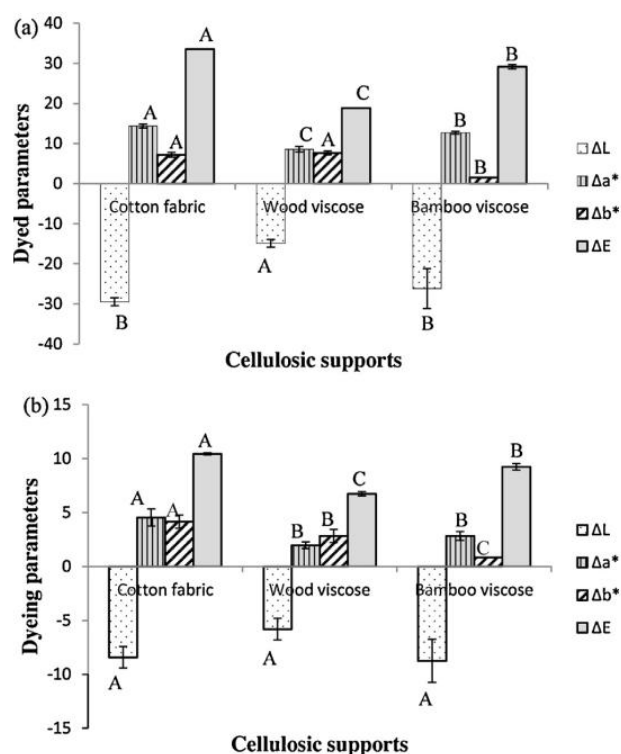 (a)
40
30
20
10
0
-10
-20
-30
-40
Dyed parameters
A
A
A
B
Cotton fabric
C
C
A
A
Wood viscose
B
B
B
B
Bamboo viscose
ΔL
Δa*
Δb*
ΔE
Cellulosic supports
(b)
15
10
5
0
-5
-10
-15
Dyeing parameters
A
A
A
A
Cotton fabric
C
B
B
A
Wood viscose
B
B
C
A
Bamboo viscose
ΔL
Δa*
Δb*
ΔE
Cellulosic supports